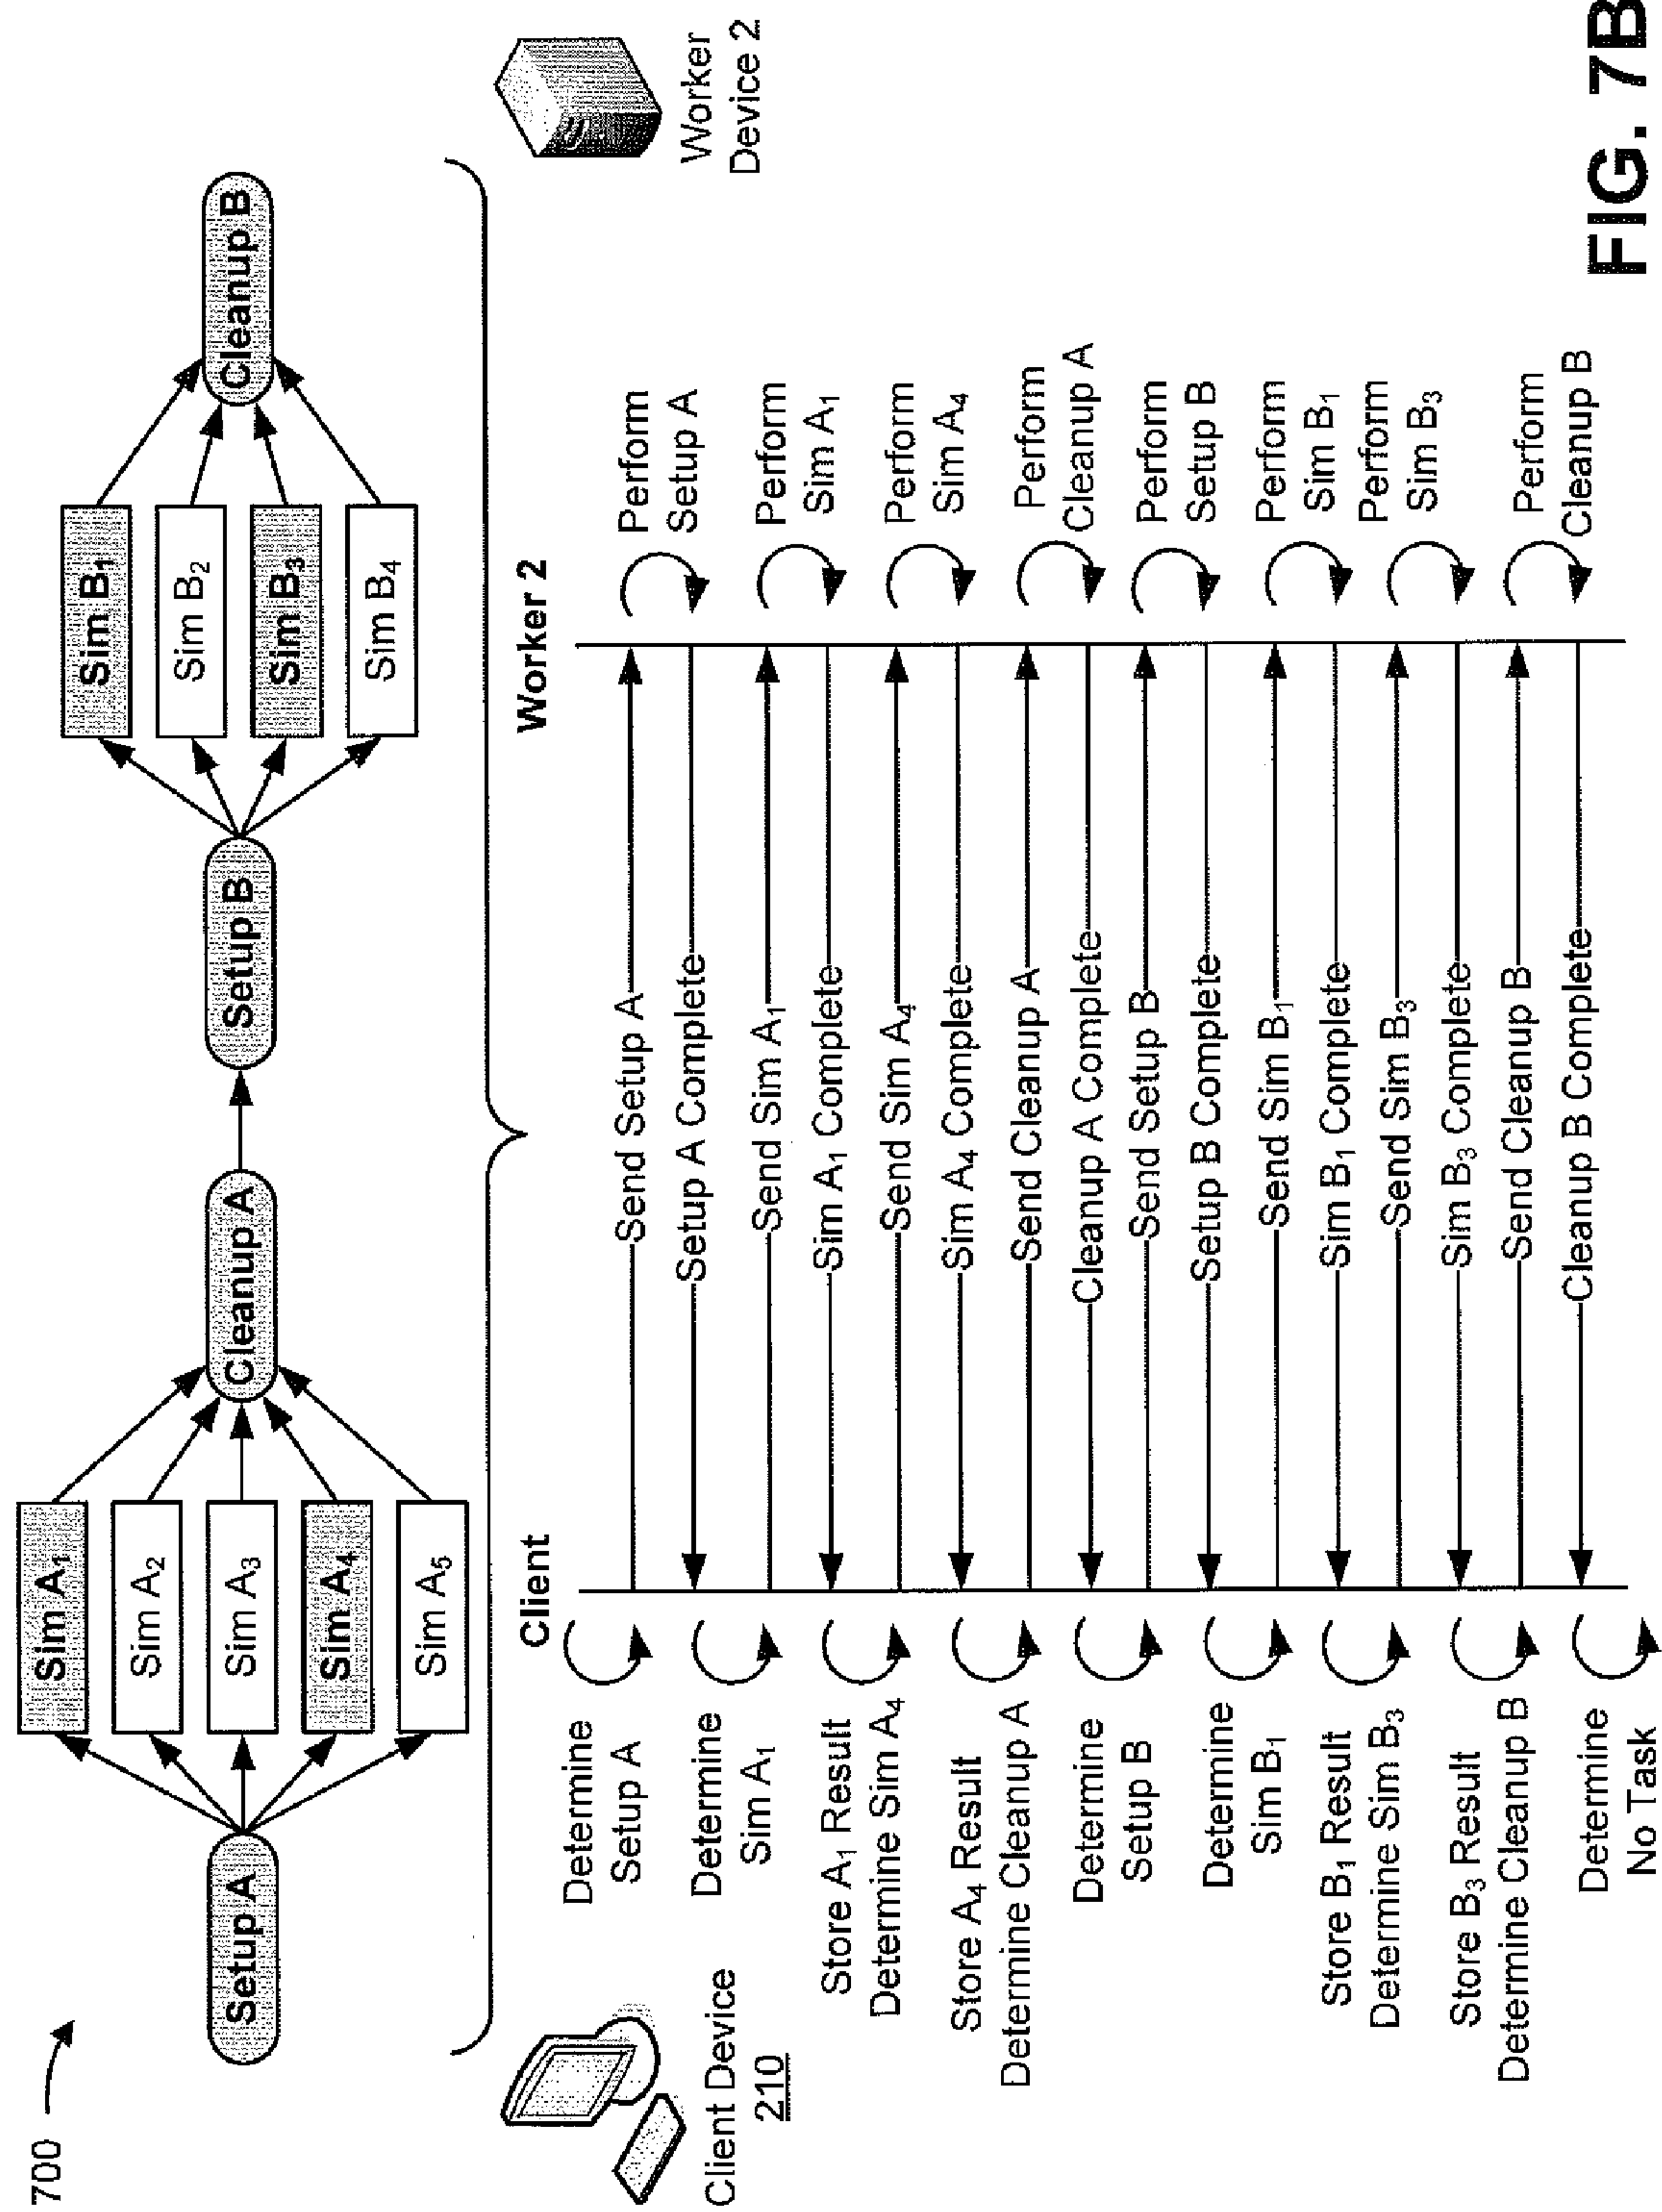 700
Setup A
Sim A₁
Sim A₂
Sim A₃
Sim A₄
Sim A₅
Cleanup A
Setup B
Sim B₁
Sim B₂
Sim B₃
Sim B₄
Cleanup B
Client Device
210
Client
Worker 2
Worker
Device 2
Determine
Setup A
Send Setup A
Perform
Setup A
Setup A Complete
Determine
Sim A₁
Send Sim A₁
Perform
Sim A₁
Sim A₁ Complete
Store A₁ Result
Determine Sim A₄
Send Sim A₄
Perform
Sim A₄
Sim A₄ Complete
Store A₄ Result
Determine Cleanup A
Send Cleanup A
Perform
Cleanup A
Cleanup A Complete
Determine
Setup B
Send Setup B
Perform
Setup B
Setup B Complete
Determine
Sim B₁
Send Sim B₁
Perform
Sim B₁
Sim B₁ Complete
Store B₁ Result
Determine Sim B₃
Send Sim B₃
Perform
Sim B₃
Sim B₃ Complete
Store B₃ Result
Determine Cleanup B
Send Cleanup B
Perform
Cleanup B
Cleanup B Complete
Determine
No Task
FIG. 7B